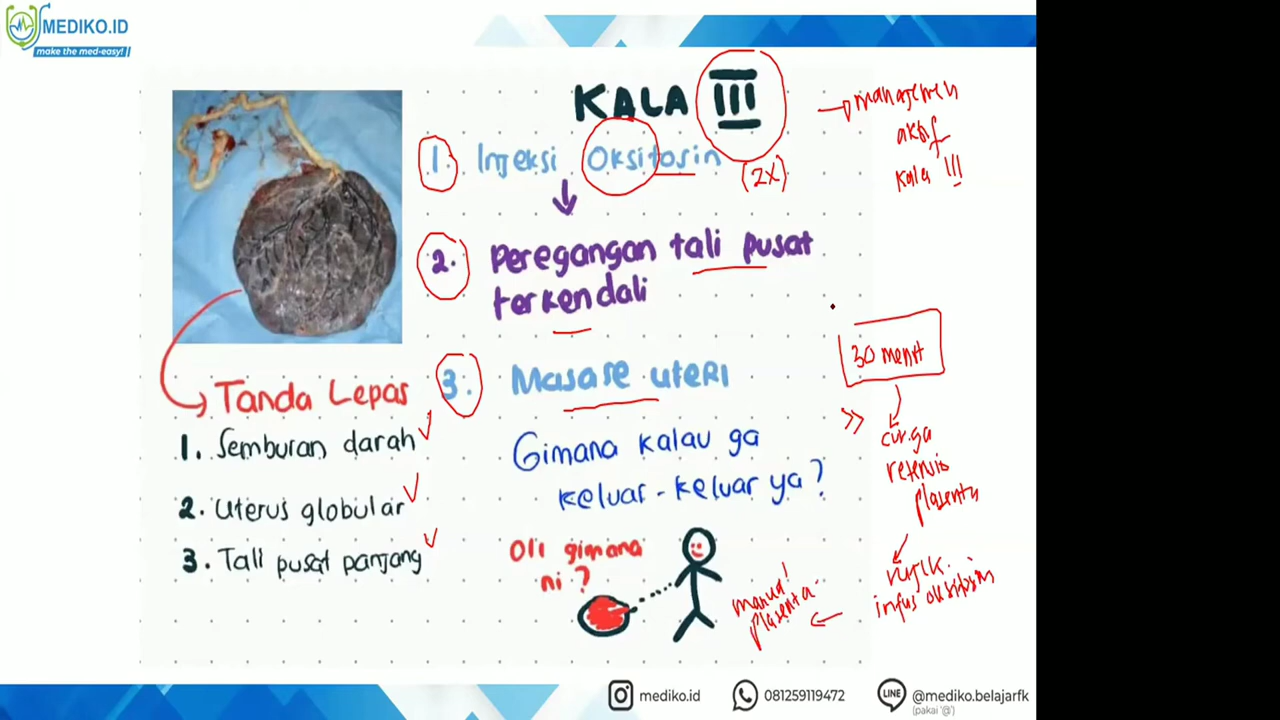 MEDIKO.ID
make the med-easy!
KALA III
1. Injeksi Oksitosin
(2x)
→ manajemen
aktif
kala III
2. Peregangan tali pusat
terkendali
3. Masase uteri
Tanda Lepas
1. Semburan darah
2. Uterus globular
3. Tali pusat panjang
Gimana kalau ga
keluar-keluar ya?
Oli gimana
ni?
30 menit
>> curiga
retensio
plasenta
infus oksitosin
manual
plasenta
mediko.id
081259119472
LINE
@mediko.belajarfk
(pakai '@')